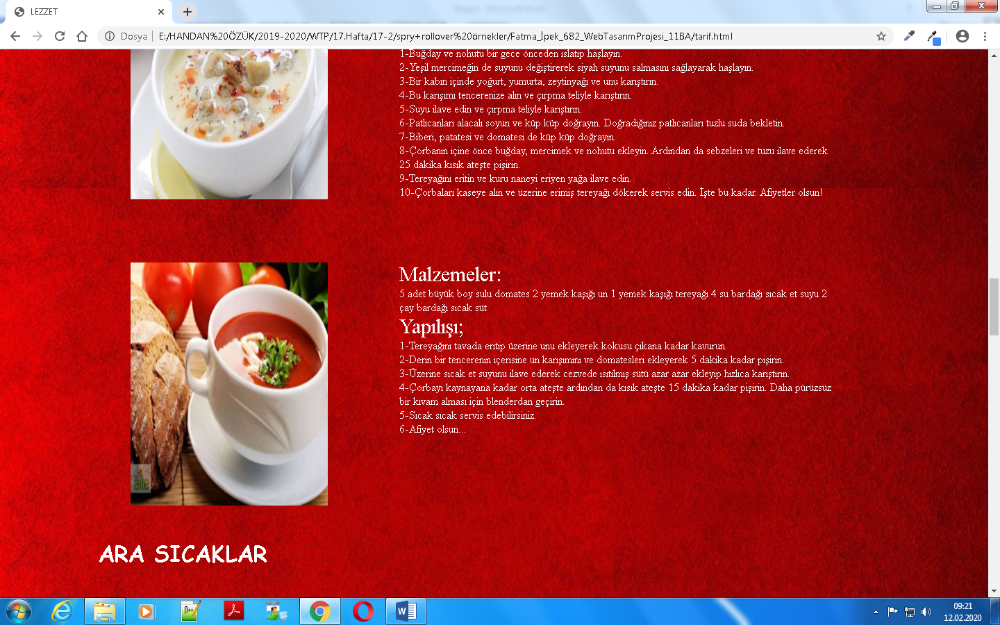 LEZZET
Dosya
E:/HANDAN%20ÖZÜK/2019-2020/WTP/17.Hafta/17-2/spry+rollover%20örnekler/Fatma_İpek_682_WebTasarımProjesi_11BA/tarif.html
1-Buğday ve nohutu bir gece önceden ıslatıp haşlayın.
2-Yeşil mercimeğin de suyunu değiştirerek siyah suyunu salmasını sağlayarak haşlayın.
3-Bir kabın içinde yoğurt, yumurta, zeytinyağı ve unu karıştırın.
4-Bu karışımı tencerenize alın ve çırpma teliyle karıştırın.
5-Suyu ilave edin ve çırpma teliyle karıştırın.
6-Patlıcanları alacalı soyun ve küp küp doğrayın. Doğradığınız patlıcanları tuzlu suda bekletin.
7-Biberi, patatesi ve domatesi de küp küp doğrayın.
8-Çorbanın içine önce buğday, mercimek ve nohutu ekleyin. Ardından da sebzeleri ve tuzu ilave ederek
25 dakika kısık ateşte pişirin.
9-Tereyağını eritin ve kuru naneyi eriyen yağa ilave edin.
10-Çorbaları kaseye alın ve üzerine erimiş tereyağı dökerek servis edin. İşte bu kadar. Afiyetler olsun!
Malzemeler:
5 adet büyük boy sulu domates 2 yemek kaşığı un 1 yemek kaşığı tereyağı 4 su bardağı sıcak et suyu 2
çay bardağı sıcak süt
Yapılışı;
1-Tereyağını tavada eritip üzerine unu ekleyerek kokusu çıkana kadar kavurun.
2-Derin bir tencerenin içerisine un karışımını ve domatesleri ekleyerek 5 dakika kadar pişirin.
3-Üzerine sıcak et suyunu ilave ederek cezvede ısıtılmış sütü azar azar ekleyip hızlıca karıştırın.
4-Çorbayı kaynayana kadar orta ateşte ardından da kısık ateşte 15 dakika kadar pişirin. Daha pürüzsüz
bir kıvam alması için blenderdan geçirin.
5-Sıcak sıcak servis edebilirsiniz.
6-Afiyet olsun...
aile
ARA SICAKLAR
09:21
12.02.2020